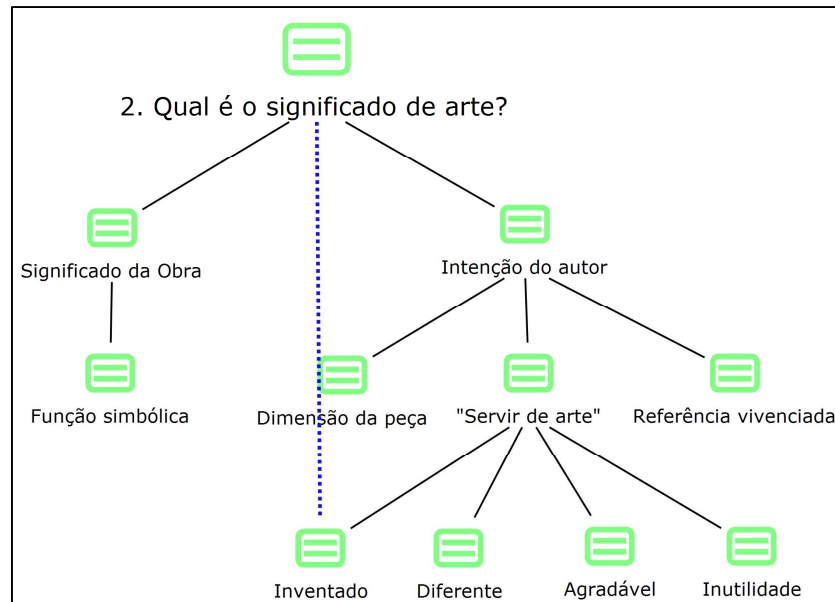 2. Qual é o significado de arte?
Significado da Obra
Intenção do autor
Função simbólica
Dimensão da peça
"Servir de arte"
Referência vivenciada
Inventado
Diferente
Agradável
Inutilidade